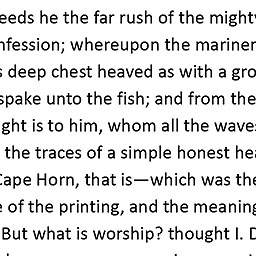 eeds he the far rush of the mighty
nfession; whereupon the mariner
deep chest heaved as with a gro
spake unto the fish; and from the
ght is to him, whom all the wave
the traces of a simple honest hea
Cape Horn, that is—which was the
of the printing, and the meaning
But what is worship? thought I. D